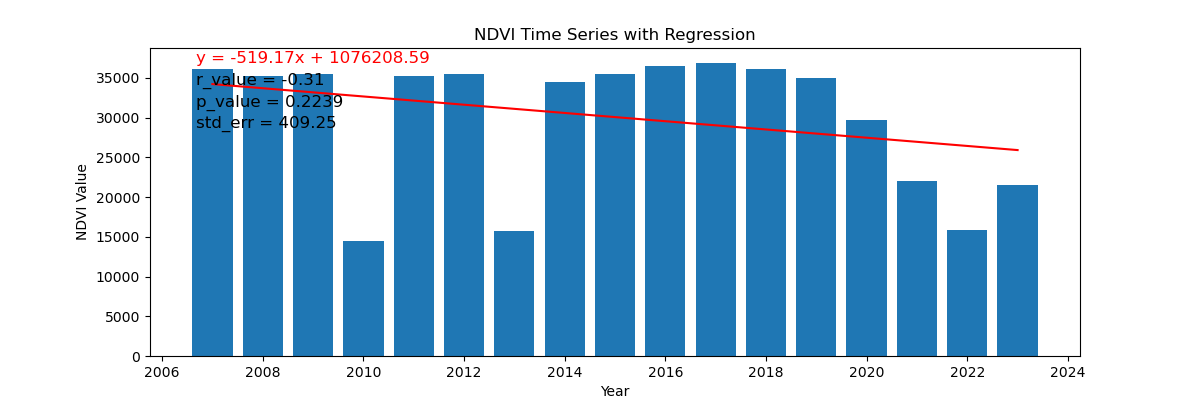 NDVI Time Series with Regression
y = -519.17x + 1076208.59
r_value = -0.31
p_value = 0.2239
std_err = 409.25
NDVI Value
35000
30000
25000
20000
15000
10000
5000
0
2006 2008 2010 2012 2014 2016 2018 2020 2022 2024
Year